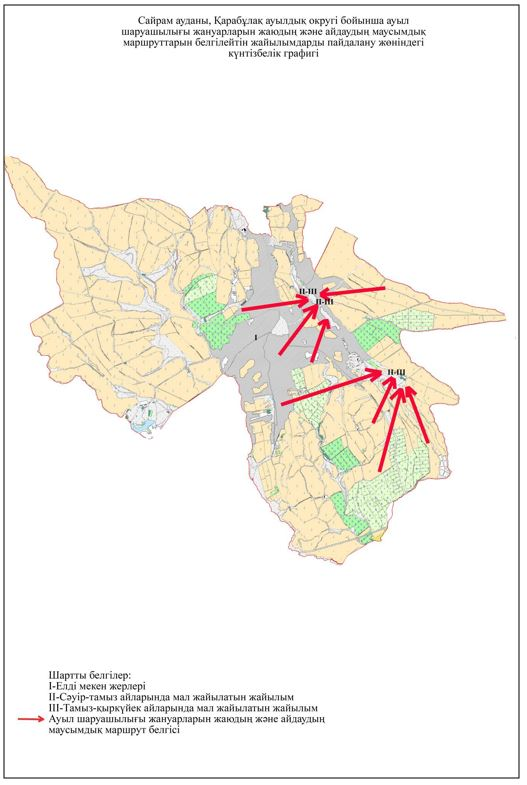 Сайрам ауданы, Қарабұлақ ауылдық округі бойынша ауыл
шаруашылығы жануарларын жаюдың және айдаудың маусымдық
маршруттарын белгілейтін жайылымдарды пайдалану жөніндегі
күнтізбелік графигі
II-III
II-III
I
II-III
Шартты белгілер:
I-Елді мекен жерлері
II-Сәуір-тамыз айларында мал жайылатын жайылым
III-Тамыз-қыркүйек айларында мал жайылатын жайылым
Ауыл шаруашылығы жануарларын жаюдың және айдаудың
маусымдық маршрут белгісі